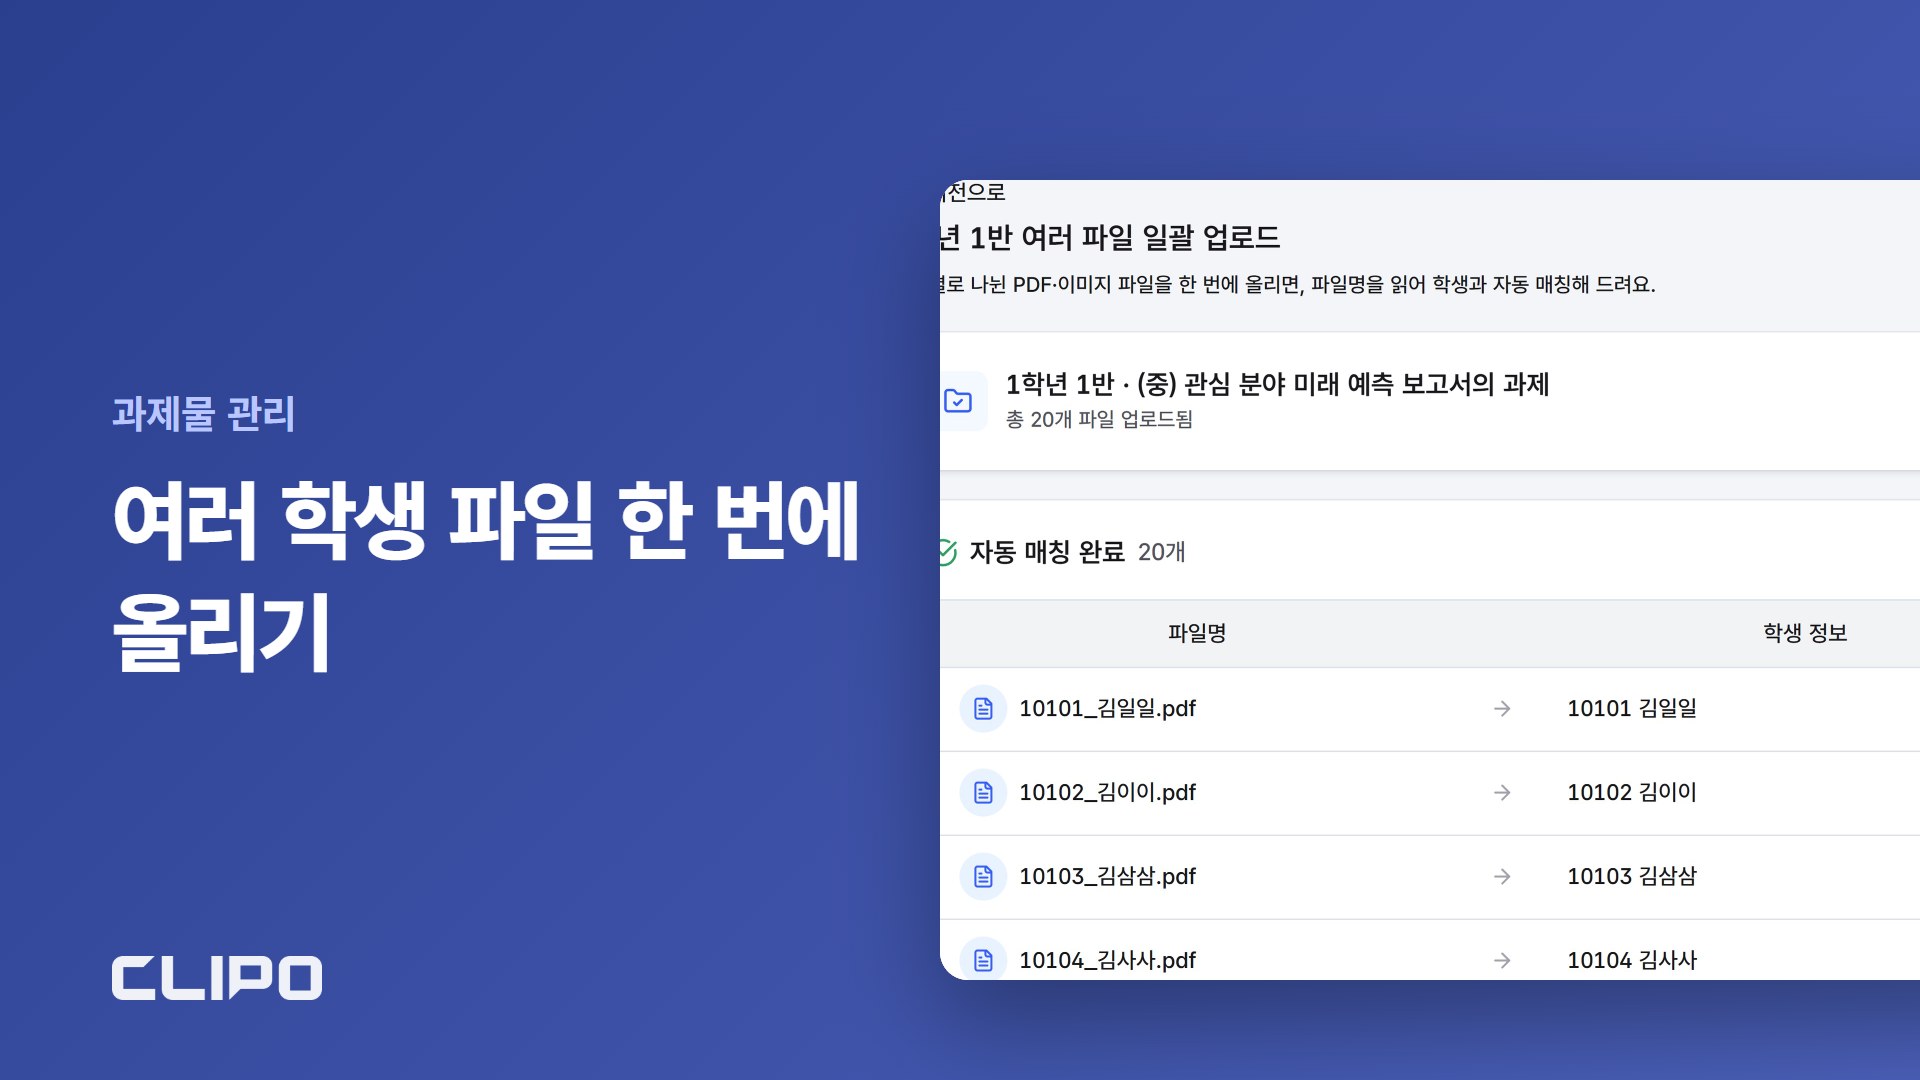 과제물 관리
여러 학생 파일 한 번에
올리기
CLIPO
전으로
년 1반 여러 파일 일괄 업로드
로 나뉜 PDF·이미지 파일을 한 번에 올리면, 파일명을 읽어 학생과 자동 매칭해 드려요.
1학년 1반 · (중) 관심 분야 미래 예측 보고서의 과제
총 20개 파일 업로드됨
자동 매칭 완료 20개
파일명 학생 정보
10101_김일일.pdf → 10101 김일일
10102_김이이.pdf → 10102 김이이
10103_김삼삼.pdf → 10103 김삼삼
10104_김사사.pdf → 10104 김사사